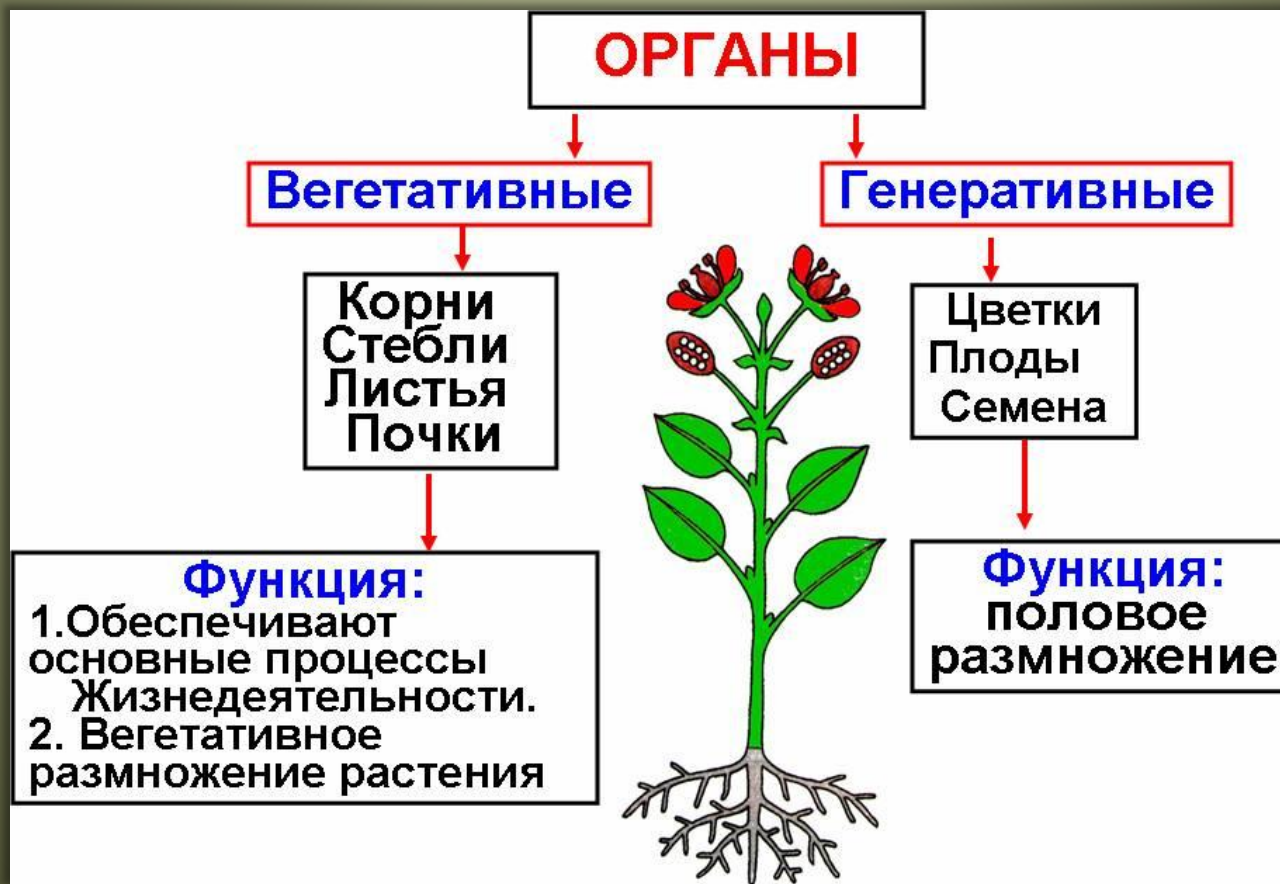 ОРГАНЫ
Вегетативные
Генеративные
Корни
Стебли
Листья
Почки
Цветки
Плоды
Семена
Функция:
1.Обеспечивают
основные процессы
Жизнедеятельности.
2. Вегетативное
размножение растения
Функция:
половое
размножение